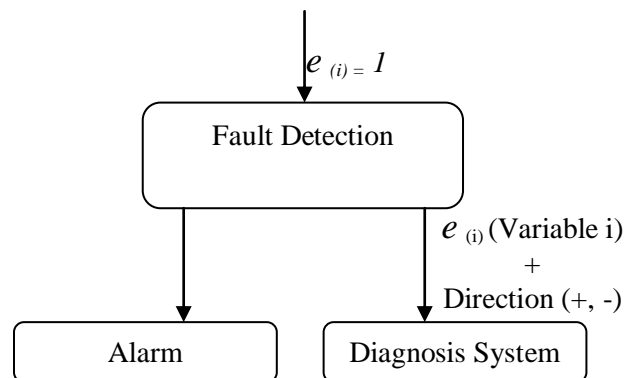 e (i) = 1
Fault Detection
e (i) (Variable i)
+
Direction (+, -)
Alarm
Diagnosis System